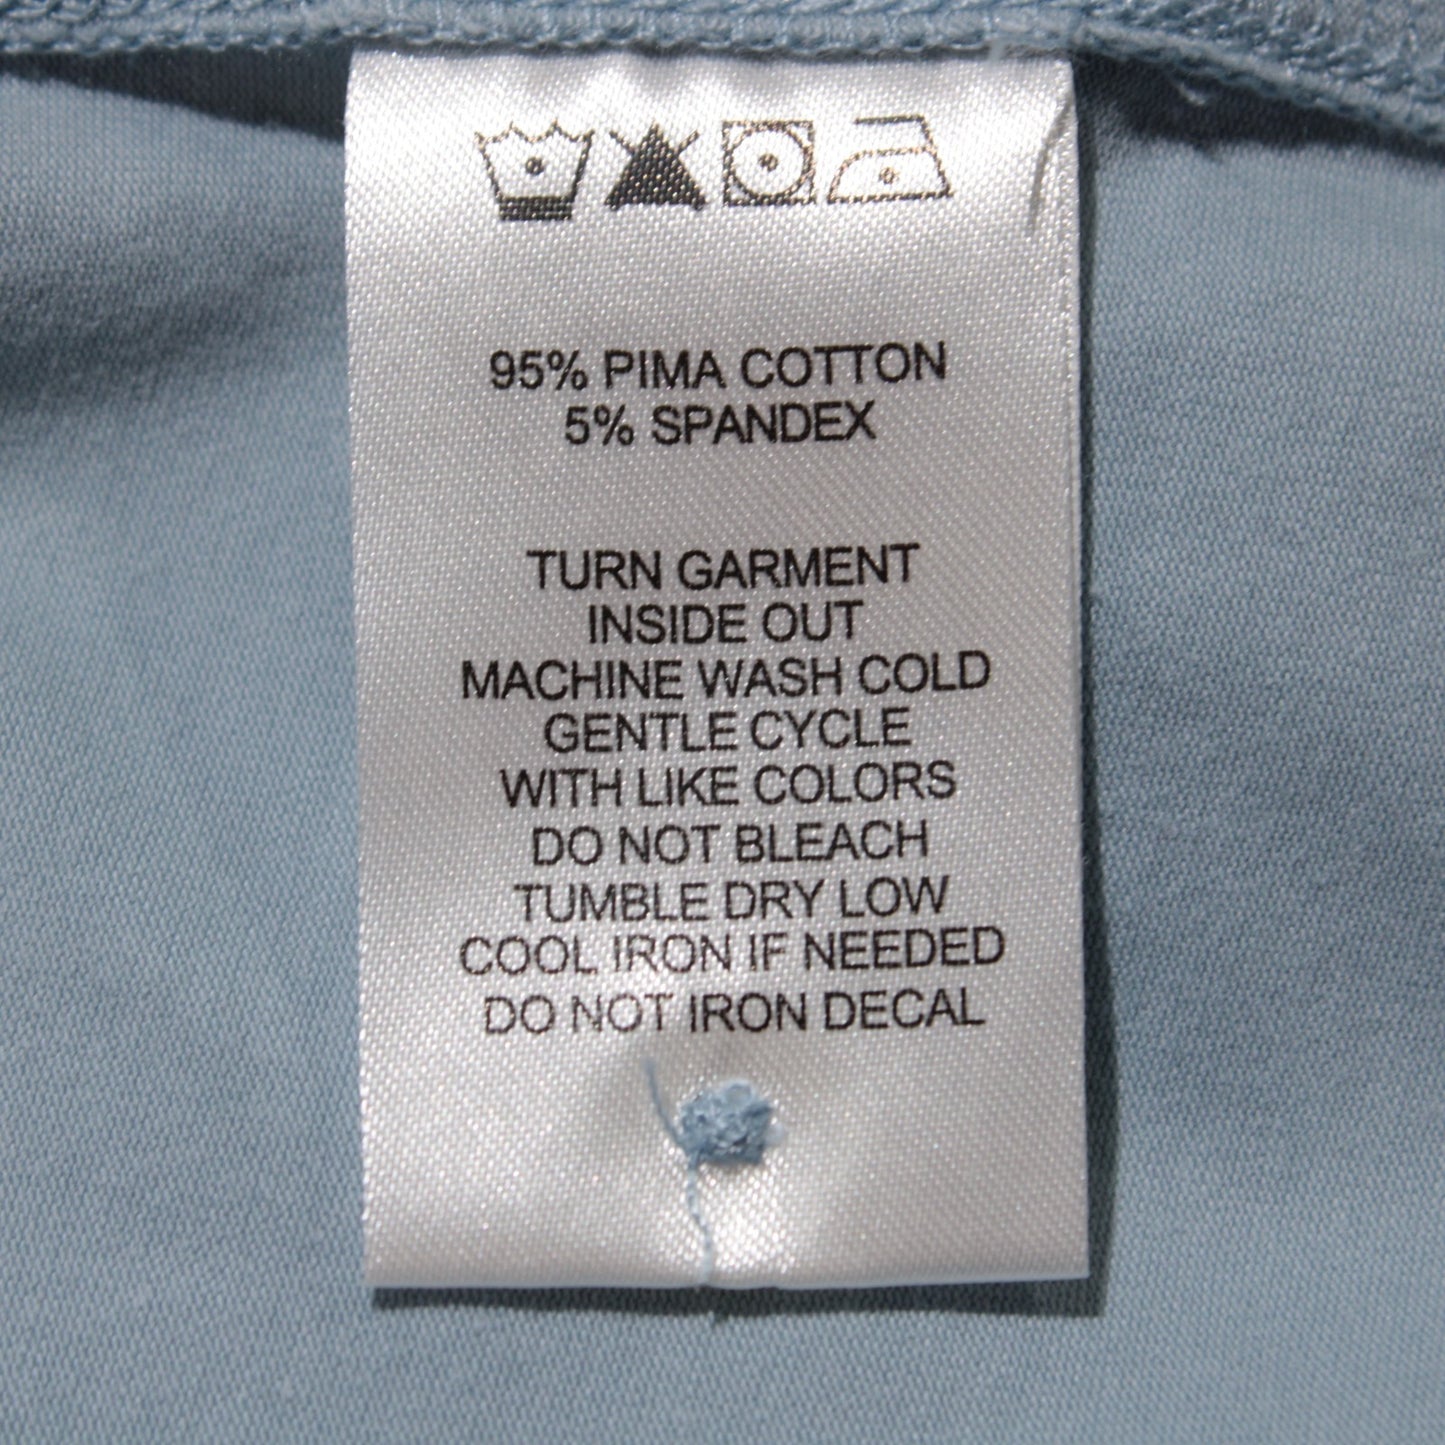 95% PIMA COTTON
5% SPANDEX
TURN GARMENT
INSIDE OUT
MACHINE WASH COLD
GENTLE CYCLE
WITH LIKE COLORS
DO NOT BLEACH
TUMBLE DRY LOW
COOL IRON IF NEEDED
DO NOT IRON DECAL